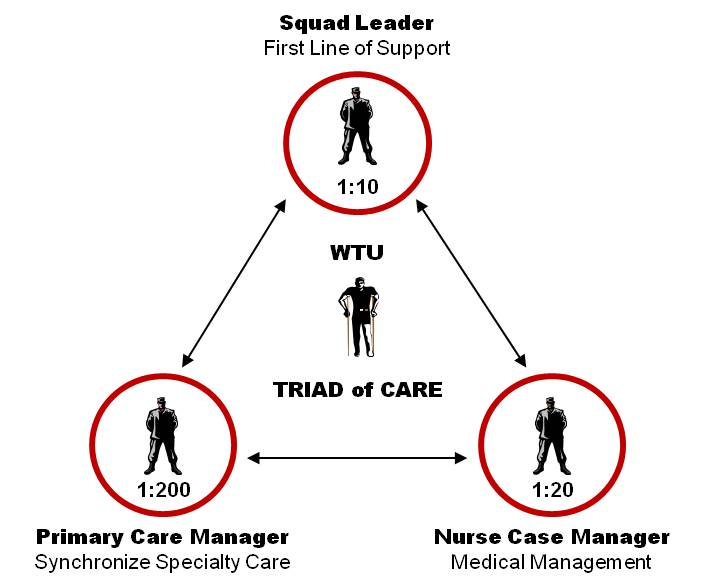 Squad Leader
First Line of Support
1:10
WTU
TRIAD of CARE
1:200
1:20
Primary Care Manager
Synchronize Specialty Care
Nurse Case Manager
Medical Management